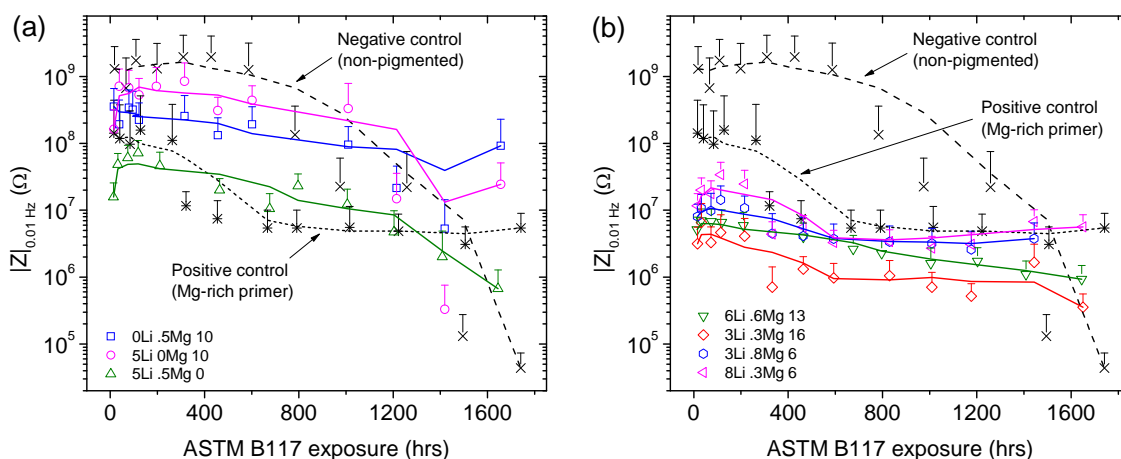 (a)
|Z|0.01 Hz (Ω)
10^9
10^8
10^7
10^6
10^5
Negative control
(non-pigmented)
Positive control
(Mg-rich primer)
0Li .5Mg 10
5Li 0Mg 10
5Li .5Mg 0
0 400 800 1200 1600
ASTM B117 exposure (hrs)
(b)
|Z|0.01 Hz (Ω)
10^9
10^8
10^7
10^6
10^5
Negative control
(non-pigmented)
Positive control
(Mg-rich primer)
6Li .6Mg 13
3Li .3Mg 16
3Li .8Mg 6
8Li .3Mg 6
0 400 800 1200 1600
ASTM B117 exposure (hrs)